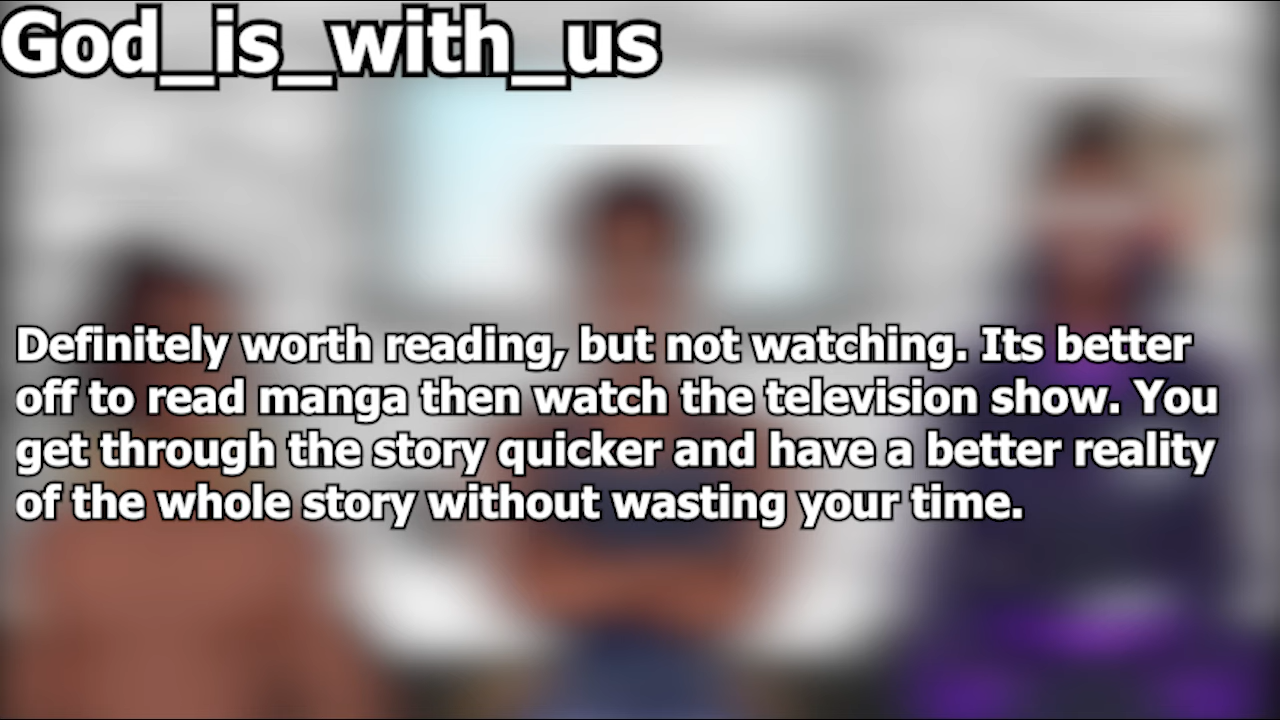 God_is_with_us
Definitely worth reading, but not watching. Its better
off to read manga then watch the television show. You
get through the story quicker and have a better reality
of the whole story without wasting your time.